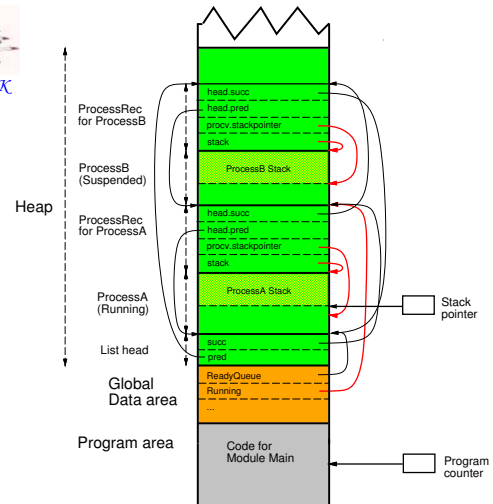 K
head.succ
head.pred
procv.stackpointer
stack
ProcessRec
for ProcessB
ProcessB Stack
ProcessB
(Suspended)
Heap
ProcessRec
for ProcessA
head.succ
head.pred
procv.stackpointer
stack
ProcessA Stack
ProcessA
(Running)
Stack
pointer
List head
succ
pred
Global
Data area
ReadyQueue
Running
...
Program area
Code for
Module Main
Program
counter